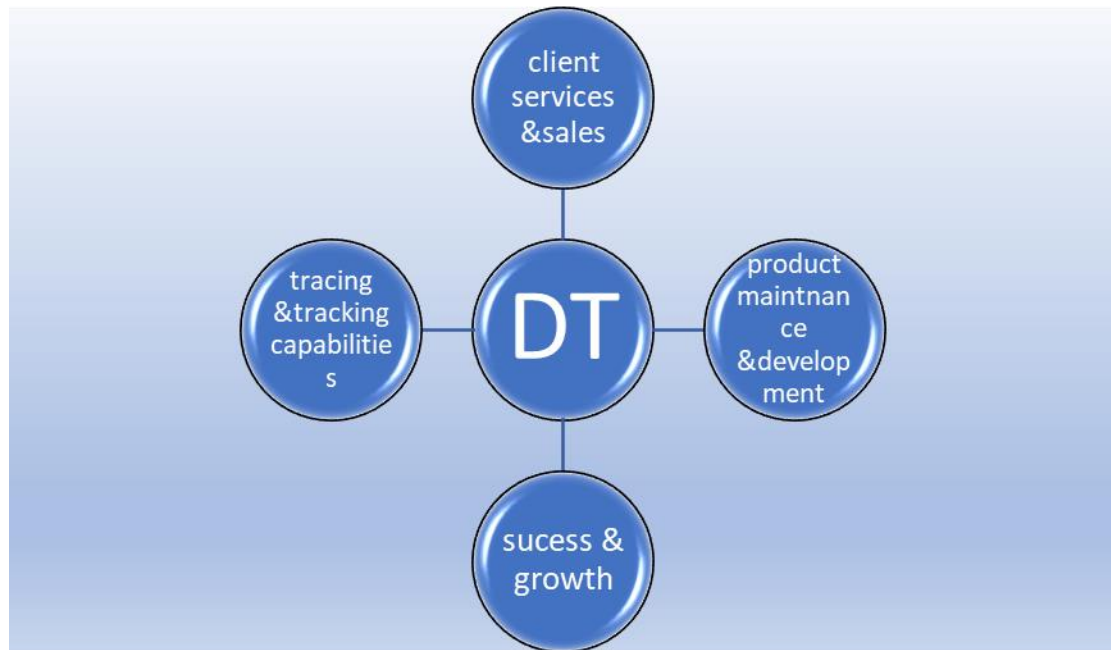 client
services
&sales
tracing
&tracking
capabilitie
s
DT
product
maintnan
ce
&develop
ment
sucess &
growth